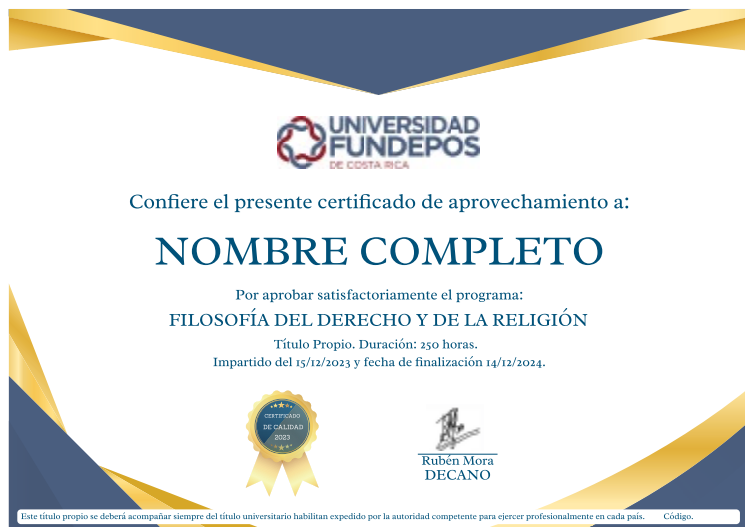 UNIVERSIDAD
FUNDEPOS
DE COSTA RICA
Confiere el presente certificado de aprovechamiento a:
NOMBRE COMPLETO
Por aprobar satisfactoriamente el programa:
FILOSOFÍA DEL DERECHO Y DE LA RELIGIÓN
Título Propio. Duración: 250 horas.
Impartido del 15/12/2023 y fecha de finalización 14/12/2024.
CERTIFICADO
DE CALIDAD
2023
Rubén Mora
DECANO
Este título propio se deberá acompañar siempre del título universitario habilitan expedido por la autoridad competente para ejercer profesionalmente en cada país. Código.